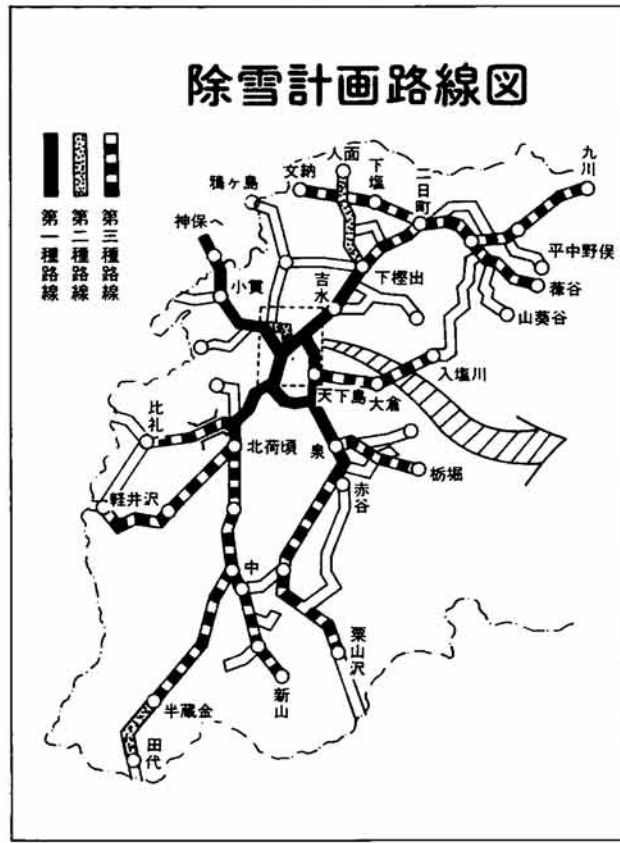 除雪計画路線図
第一種路線
第二種路線
第三種路線
人面
下塩
二日町
九川
文納
鴉ヶ島
神保へ
小貫
吉水
下樫出
平中野俣
葎谷
山葵谷
入塩川
天下島
大倉
比礼
北荷頃
泉
栃堀
軽井沢
赤谷
中
栗山沢
新山
半蔵金
田代